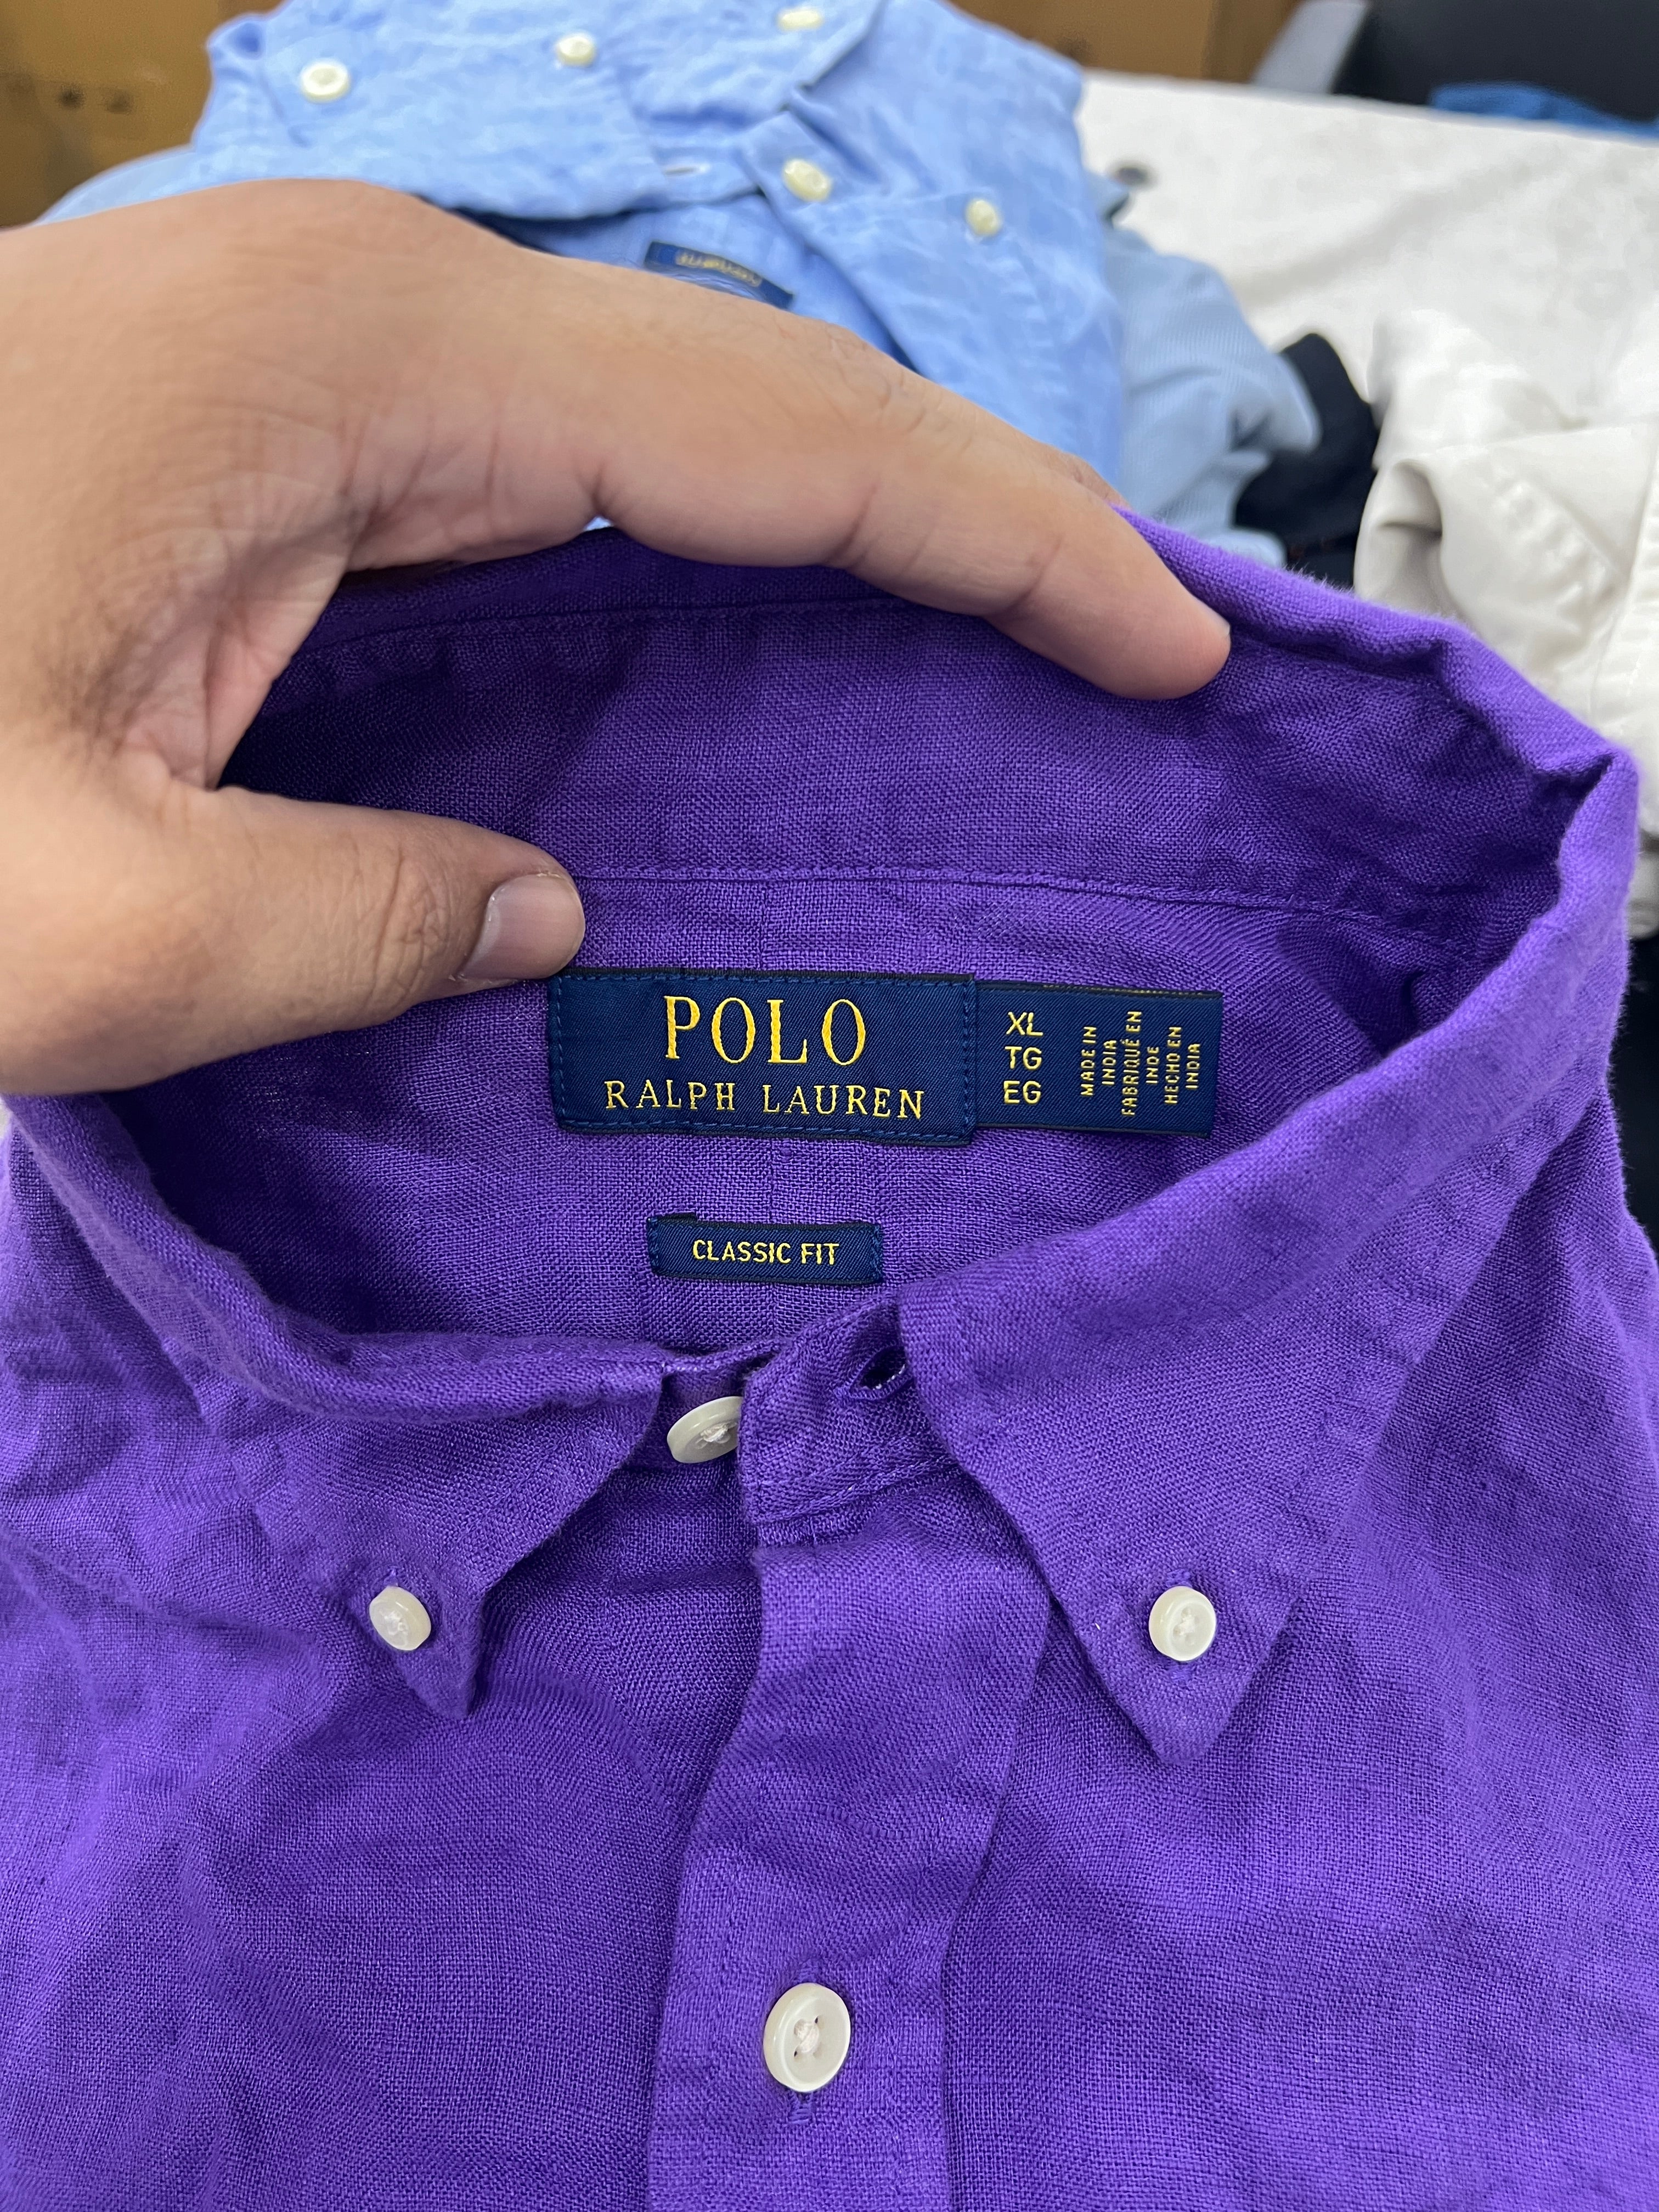 POLO
RALPH LAUREN
XL
TG
EG
MADE IN
INDIA
FABRIQUÉ EN
INDE
HECHO EN
INDIA
CLASSIC FIT